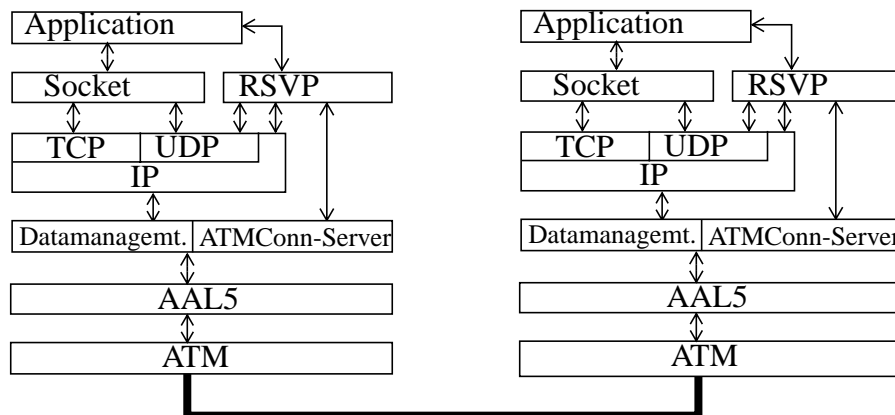 Application
Application
Socket
RSVP
Socket
RSVP
TCP
UDP
TCP
UDP
IP
IP
Datamanagemt.
ATMConn-Server
Datamanagemt.
ATMConn-Server
AAL5
AAL5
ATM
ATM